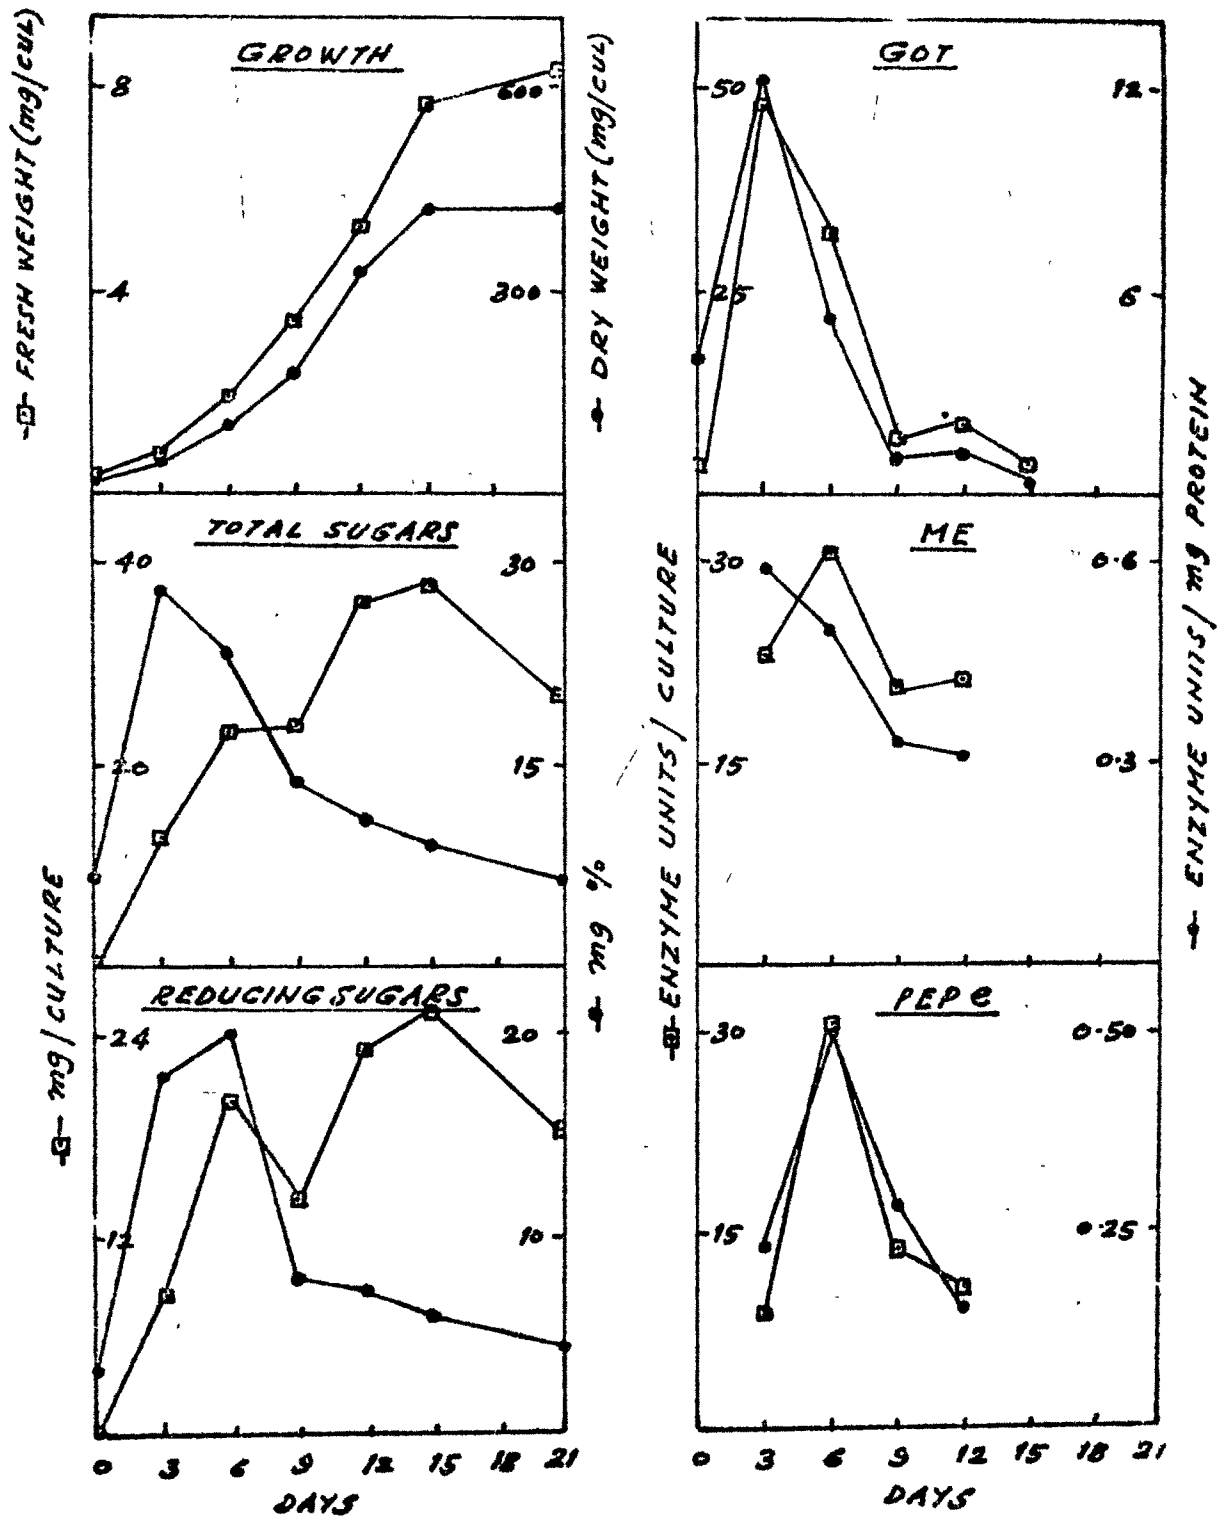 FRESH WEIGHT (mg/CUL)
GROWTH
8
4
600
300
DRY WEIGHT (mg/CUL)
TOTAL SUGARS
40
20
30
15
mg/CULTURE
mg %
REDUCING SUGARS
24
12
20
10
0 3 6 9 12 15 18 21
DAYS
GOT
50
25
12
6
ENZYME UNITS/CULTURE
ME
30
15
0.6
0.3
ENZYME UNITS/mg PROTEIN
PEP C
30
15
0.50
0.25
0 3 6 9 12 15 18 21
DAYS